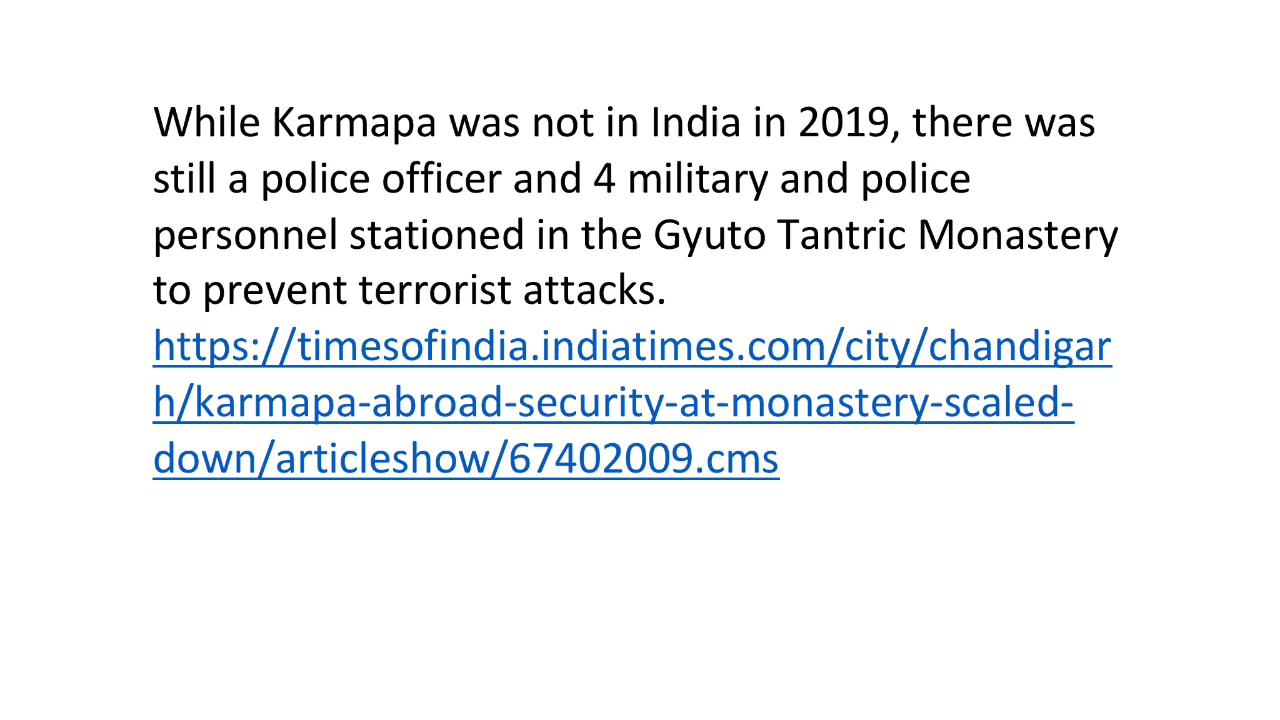 While Karmapa was not in India in 2019, there was
still a police officer and 4 military and police
personnel stationed in the Gyuto Tantric Monastery
to prevent terrorist attacks.
https://timesofindia.indiatimes.com/city/chandigar
h/karmapa-abroad-security-at-monastery-scaled-
down/articleshow/67402009.cms